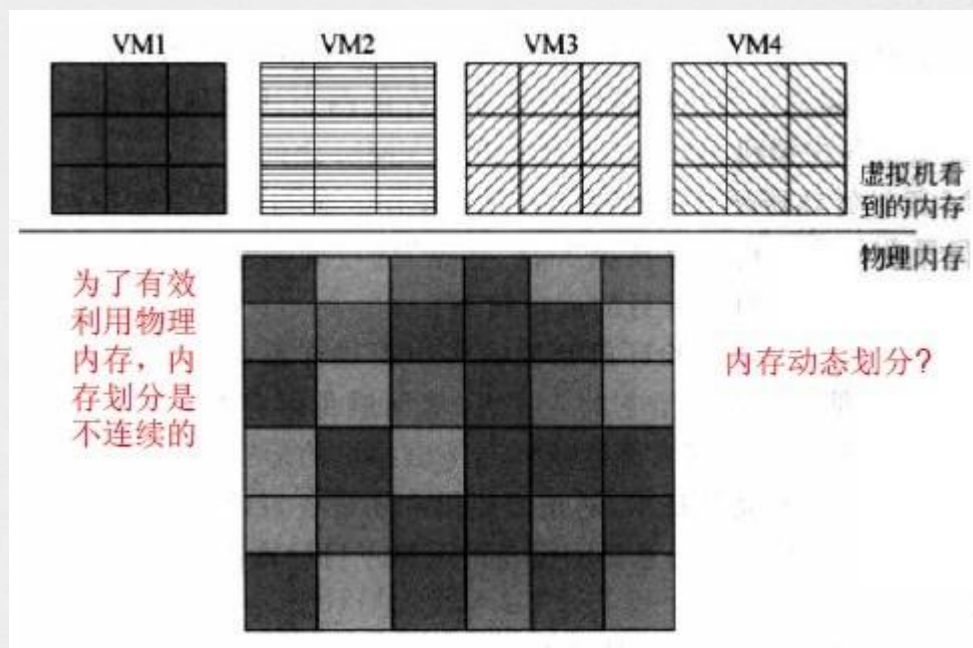 VM1 VM2 VM3 VM4
虚拟机看
到的内存
物理内存
为了有效
利用物理
内存，内
存划分是
不连续的
内存动态划分?